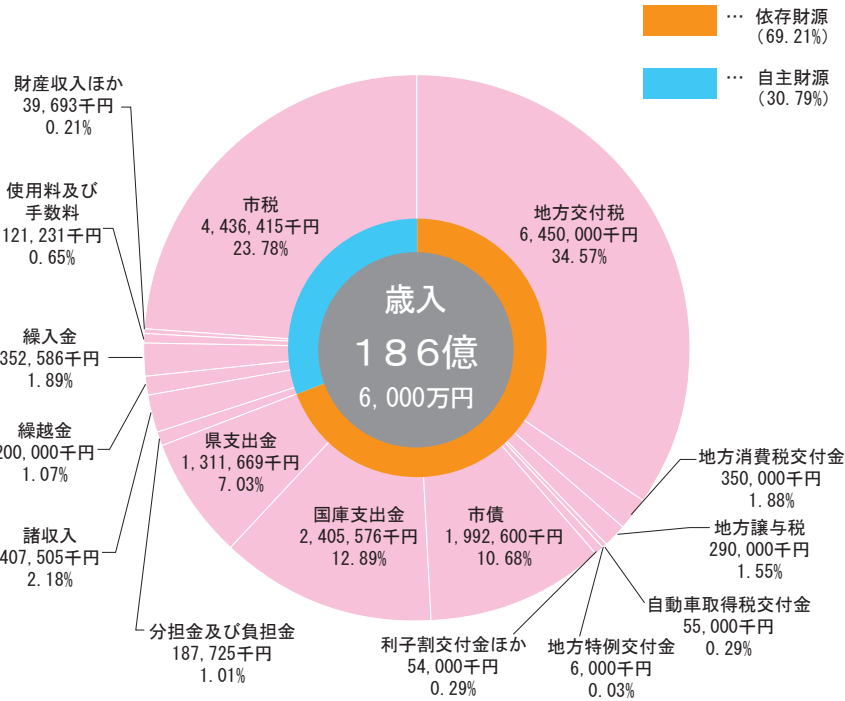 … 依存財源
（69.21%）
… 自主財源
（30.79%）
財産収入ほか
39,693千円
0.21%
使用料及び
手数料
121,231千円
0.65%
繰入金
352,586千円
1.89%
繰越金
200,000千円
1.07%
諸収入
407,505千円
2.18%
分担金及び負担金
187,725千円
1.01%
市税
4,436,415千円
23.78%
地方交付税
6,450,000千円
34.57%
歳入
１８６億
6,000万円
県支出金
1,311,669千円
7.03%
国庫支出金
2,405,576千円
12.89%
市債
1,992,600千円
10.68%
地方消費税交付金
350,000千円
1.88%
地方譲与税
290,000千円
1.55%
自動車取得税交付金
55,000千円
0.29%
地方特例交付金
6,000千円
0.03%
利子割交付金ほか
54,000千円
0.29%